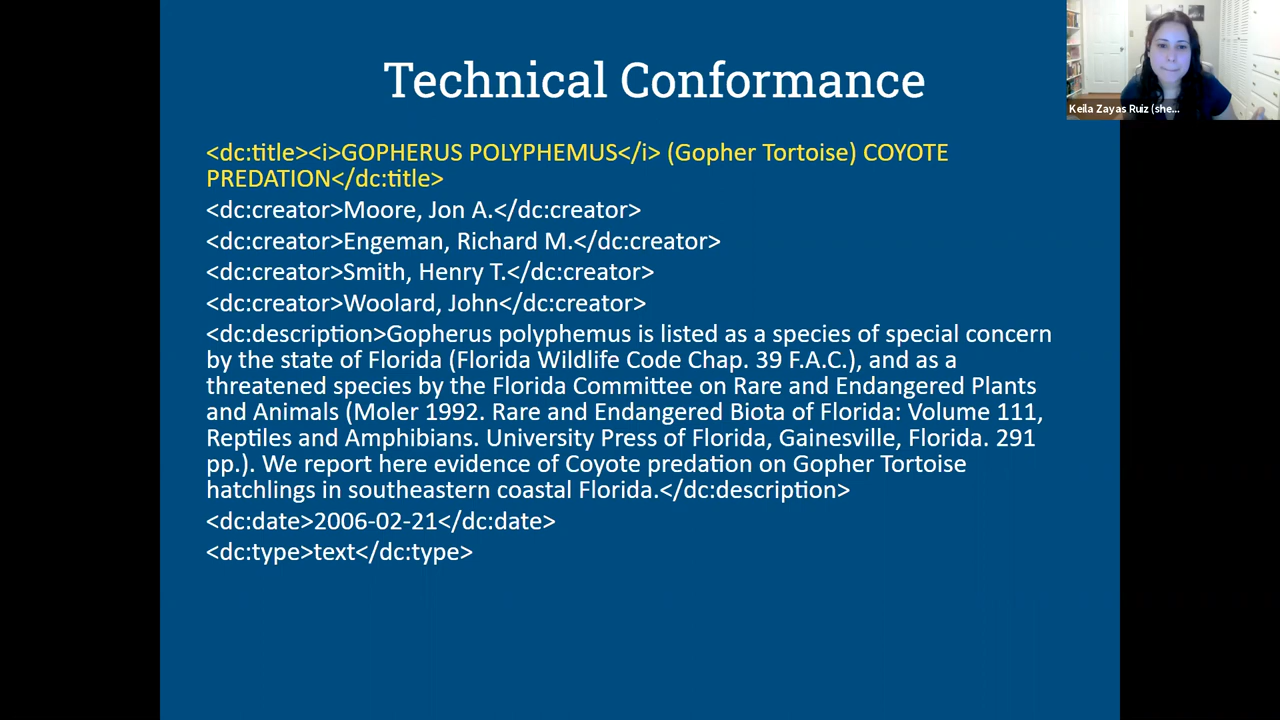 Technical Conformance
Keila Zayas Ruiz (she...
<dc:title><i>GOPHERUS POLYPHEMUS</i> (Gopher Tortoise) COYOTE
PREDATION</dc:title>
<dc:creator>Moore, Jon A.</dc:creator>
<dc:creator>Engeman, Richard M.</dc:creator>
<dc:creator>Smith, Henry T.</dc:creator>
<dc:creator>Woolard, John</dc:creator>
<dc:description>Gopherus polyphemus is listed as a species of special concern
by the state of Florida (Florida Wildlife Code Chap. 39 F.A.C.), and as a
threatened species by the Florida Committee on Rare and Endangered Plants
and Animals (Moler 1992. Rare and Endangered Biota of Florida: Volume 111,
Reptiles and Amphibians. University Press of Florida, Gainesville, Florida. 291
pp.). We report here evidence of Coyote predation on Gopher Tortoise
hatchlings in southeastern coastal Florida.</dc:description>
<dc:date>2006-02-21</dc:date>
<dc:type>text</dc:type>